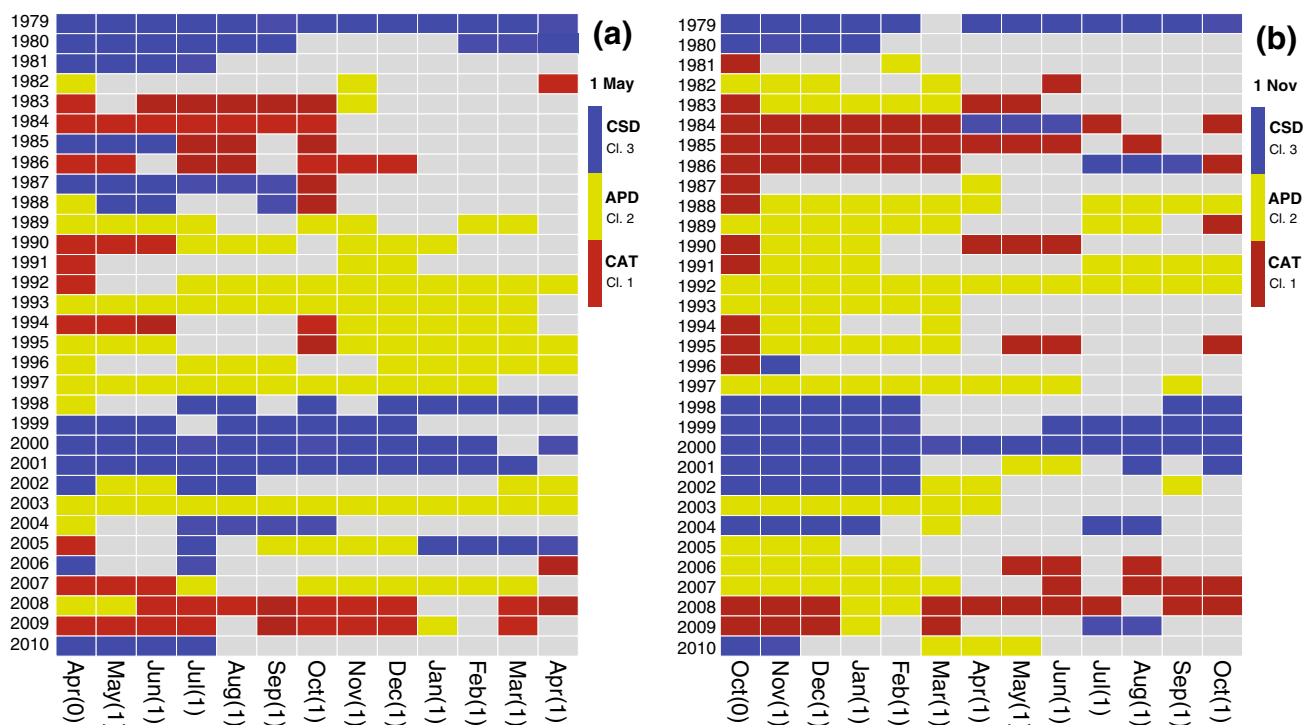 1979
1980
1981
1982
1983
1984
1985
1986
1987
1988
1989
1990
1991
1992
1993
1994
1995
1996
1997
1998
1999
2000
2001
2002
2003
2004
2005
2006
2007
2008
2009
2010
Apr(0)
May(1)
Jun(1)
Jul(1)
Aug(1)
Sep(1)
Oct(1)
Nov(1)
Dec(1)
Jan(1)
Feb(1)
Mar(1)
Apr(1)
(a)
1 May
CSD
Cl. 3
APD
Cl. 2
CAT
Cl. 1
1979
1980
1981
1982
1983
1984
1985
1986
1987
1988
1989
1990
1991
1992
1993
1994
1995
1996
1997
1998
1999
2000
2001
2002
2003
2004
2005
2006
2007
2008
2009
2010
Oct(0)
Nov(1)
Dec(1)
Jan(1)
Feb(1)
Mar(1)
Apr(1)
May(1)
Jun(1)
Jul(1)
Aug(1)
Sep(1)
Oct(1)
(b)
1 Nov
CSD
Cl. 3
APD
Cl. 2
CAT
Cl. 1